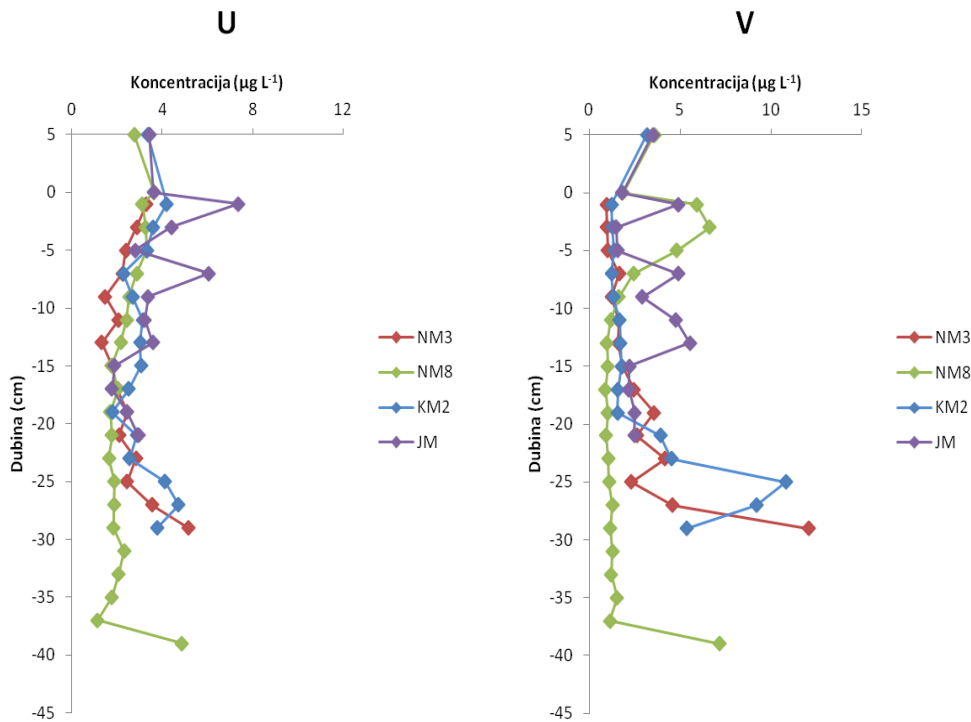 U
Koncentracija (µg L-1)
0 4 8 12
5
0
-5
-10
-15
-20
-25
-30
-35
-40
-45
Dubina (cm)
NM3
NM8
KM2
JM
V
Koncentracija (µg L-1)
0 5 10 15
5
0
-5
-10
-15
-20
-25
-30
-35
-40
-45
Dubina (cm)
NM3
NM8
KM2
JM